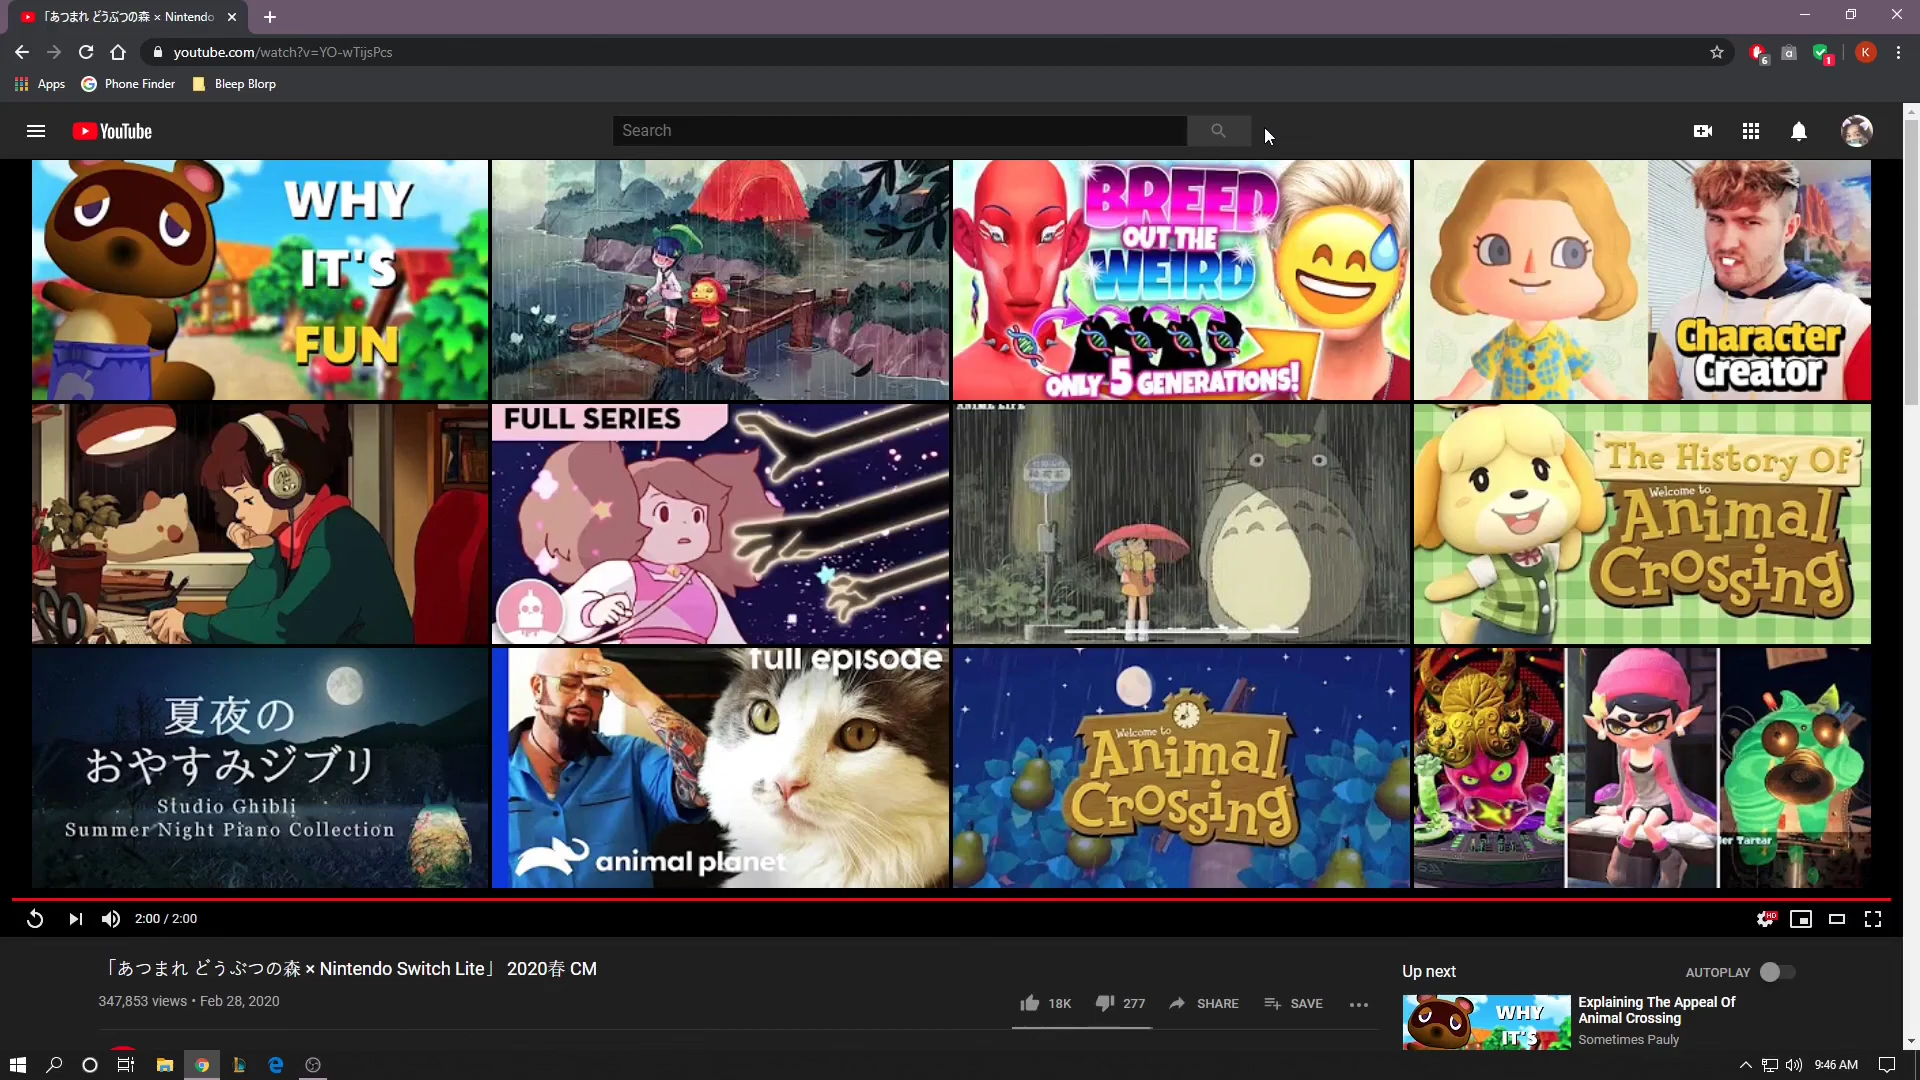 「あつまれ どうぶつの森 × Nintendo
youtube.com/watch?v=YO-wTijsPcs
6
a
1
K
Apps
Phone Finder
Bleep Blorp
YouTube
Search
WHY
IT'S
FUN
BREED
OUT THE
WEIRD
ONLY 5 GENERATIONS!
Character
Creator
FULL SERIES
ANIME LIFE
The History Of
Welcome to
Animal
Crossing
夏夜の
おやすみジブリ
Studio Ghibli
Summer Night Piano Collection
full episode
animal planet
Welcome to
Animal
Crossing
2:00 / 2:00
HD
「あつまれ どうぶつの森 × Nintendo Switch Lite」 2020春 CM
347,853 views • Feb 28, 2020
18K
277
SHARE
SAVE
Up next
AUTOPLAY
WHY
IT'S
Explaining The Appeal Of
Animal Crossing
Sometimes Pauly
9:46 AM